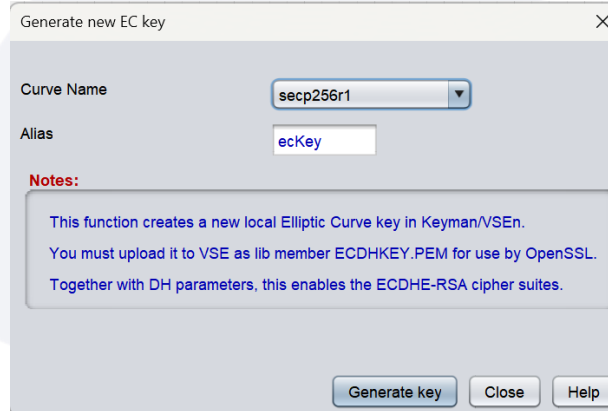 Generate new EC key
Curve Name
secp256r1
Alias
ecKey
Notes:
This function creates a new local Elliptic Curve key in Keyman/VSEn.
You must upload it to VSE as lib member ECDHKEY.PEM for use by OpenSSL.
Together with DH parameters, this enables the ECDHE-RSA cipher suites.
Generate key Close Help